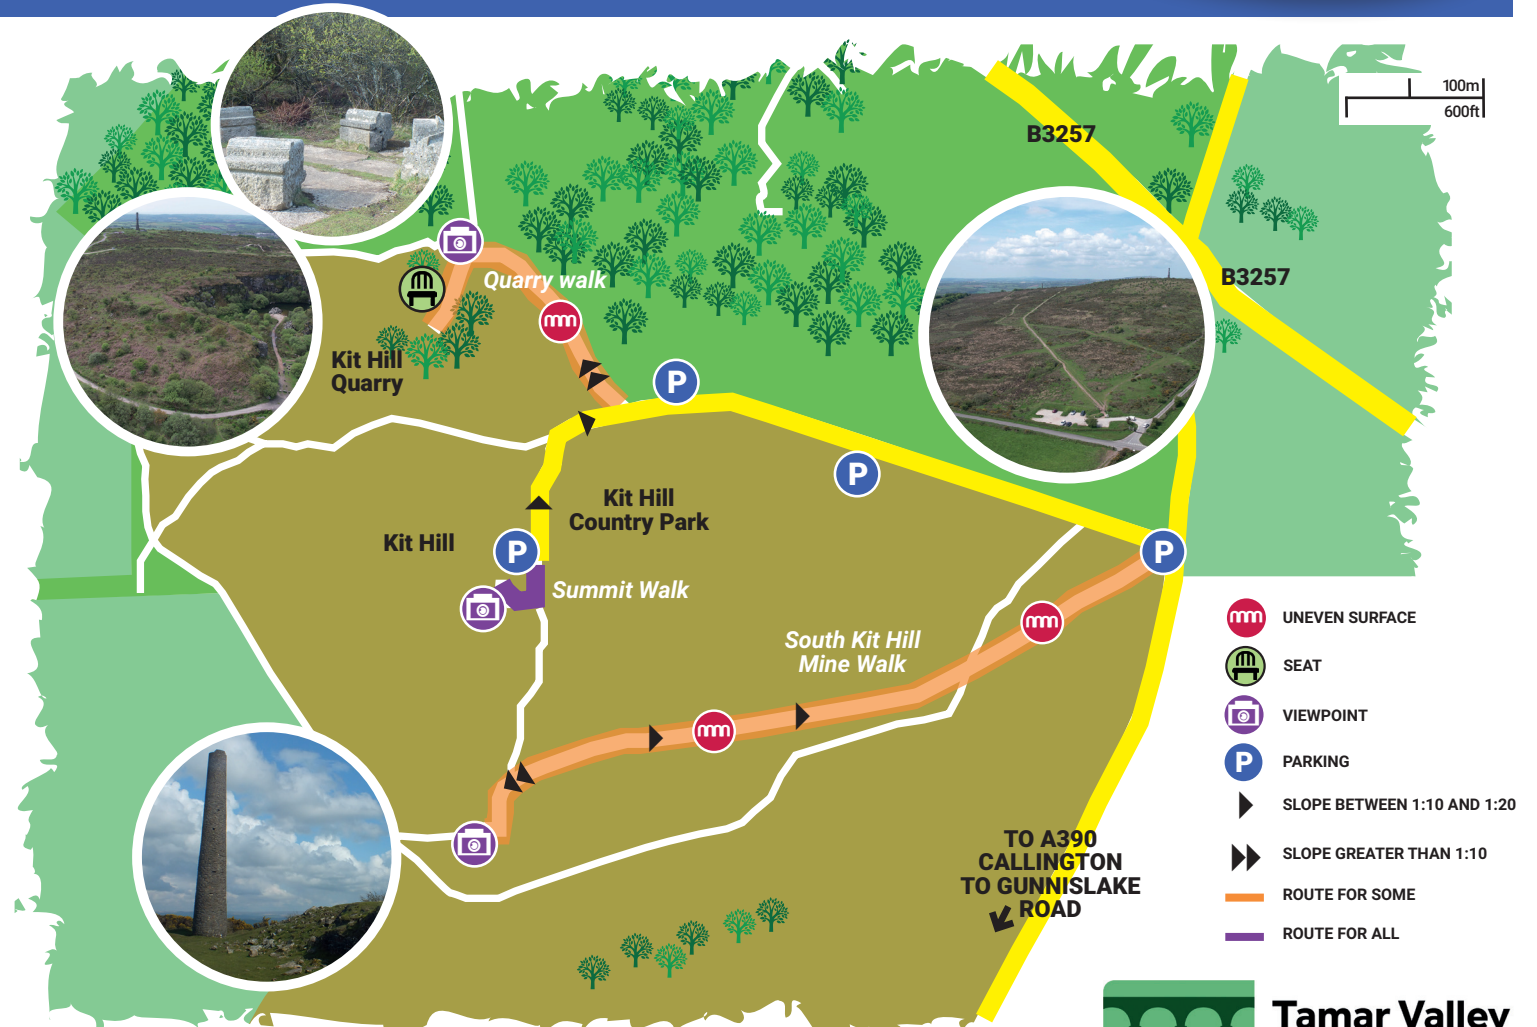 100m
600ft
B3257
B3257
Quarry walk
Kit Hill
Quarry
P
P
Kit Hill
Country Park
Kit Hill
P
P
Summit Walk
South Kit Hill
Mine Walk
UNEVEN SURFACE
SEAT
VIEWPOINT
P PARKING
SLOPE BETWEEN 1:10 AND 1:20
SLOPE GREATER THAN 1:10
ROUTE FOR SOME
ROUTE FOR ALL
TO A390
CALLINGTON
TO GUNNISLAKE
ROAD
Tamar Valley